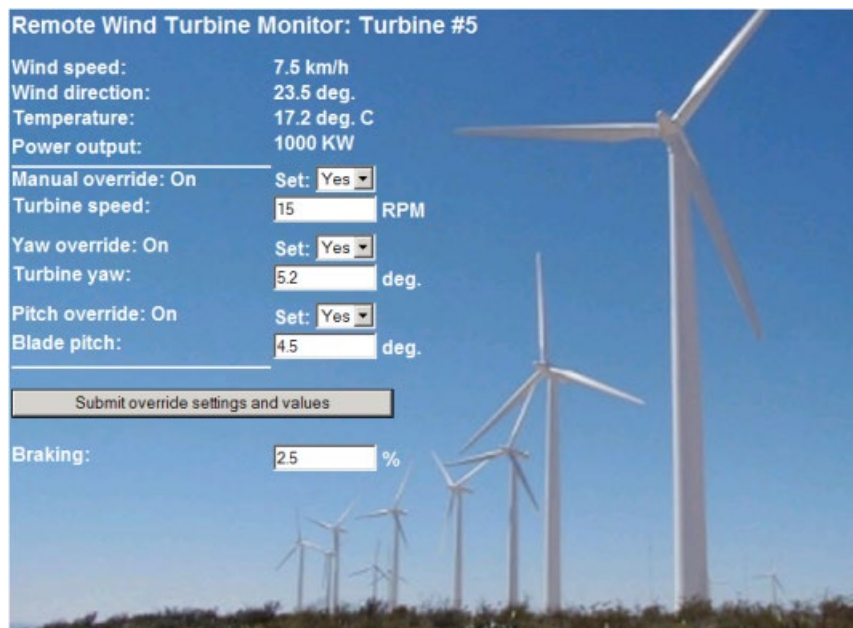 Remote Wind Turbine Monitor: Turbine #5
Wind speed: 7.5 km/h
Wind direction: 23.5 deg.
Temperature: 17.2 deg. C
Power output: 1000 KW
Manual override: On Set: Yes
Turbine speed: 15 RPM
Yaw override: On Set: Yes
Turbine yaw: 5.2 deg.
Pitch override: On Set: Yes
Blade pitch: 4.5 deg.
Submit override settings and values
Braking: 2.5 %